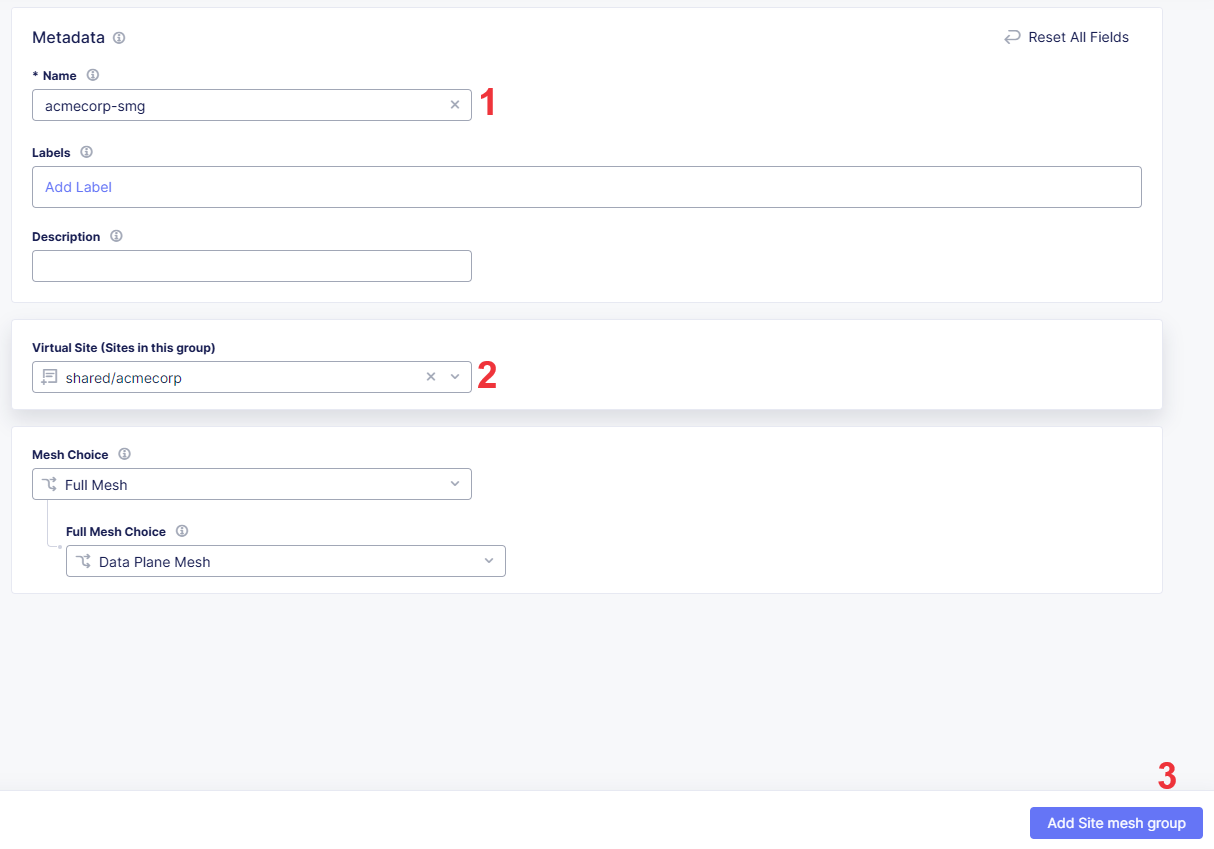 Metadata
Reset All Fields
* Name
acmecorp-smg
1
Labels
Add Label
Description
Virtual Site (Sites in this group)
shared/acmecorp
2
Mesh Choice
Full Mesh
Full Mesh Choice
Data Plane Mesh
3
Add Site mesh group